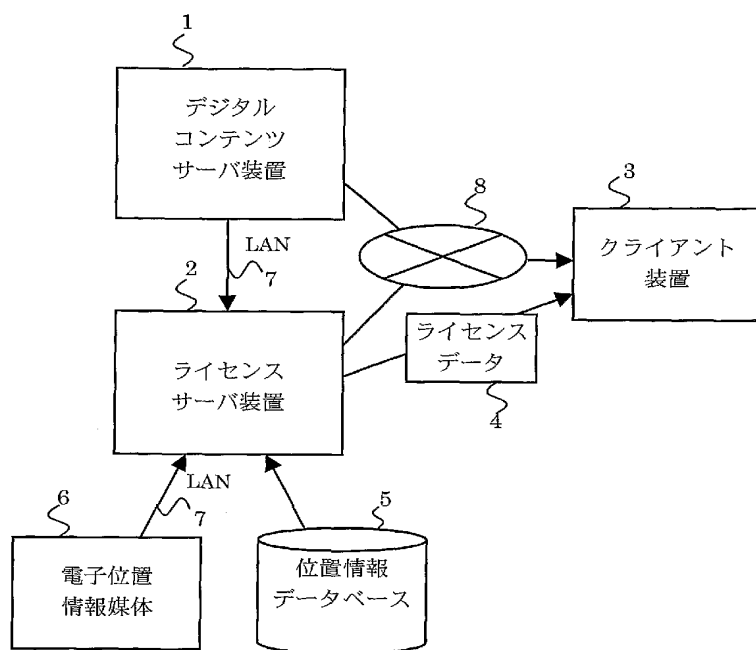 1
デジタル
コンテンツ
サーバ装置
8
3
クライアント
装置
LAN
7
2
ライセンス
サーバ装置
ライセンス
データ
4
LAN
7
6
電子位置
情報媒体
5
位置情報
データベース